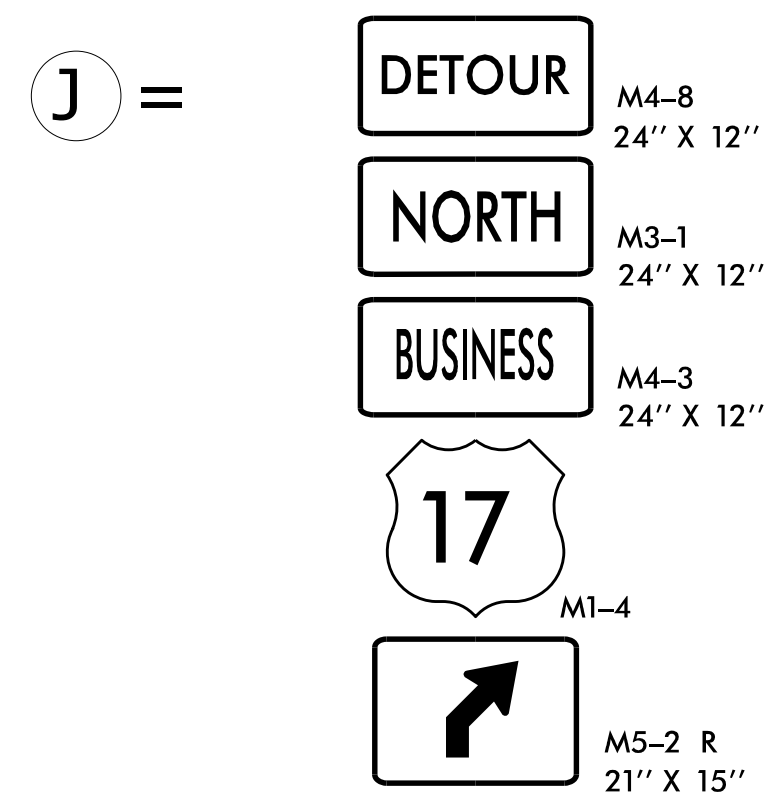 J =
DETOUR
M4–8
24’’ X 12’’
NORTH
M3–1
24’’ X 12’’
BUSINESS
M4–3
24’’ X 12’’
17
M1–4
M5–2 R
21’’ X 15’’